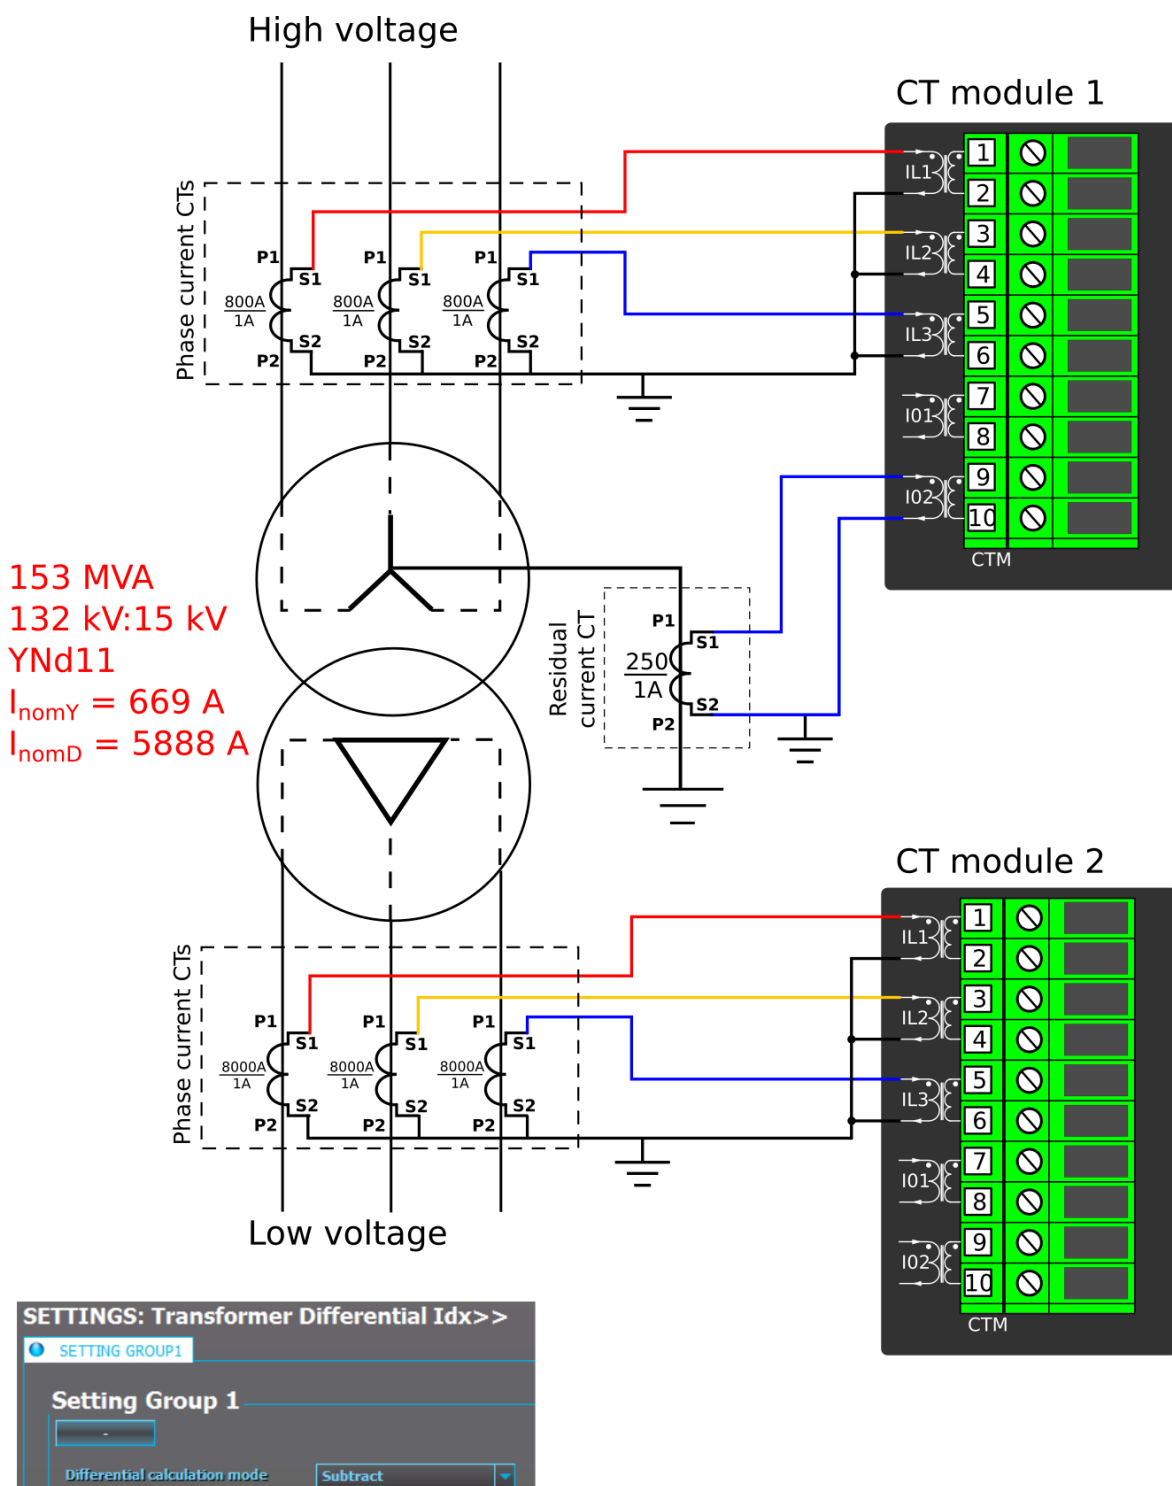 High voltage
CT module 1
Phase current CTs
P1
S1
800A
1A
S2
P2
P1
S1
800A
1A
S2
P2
P1
S1
800A
1A
S2
P2
IL1
1
2
IL2
3
4
IL3
5
6
I01
7
8
I02
9
10
CTM
153 MVA
132 kV:15 kV
YNd11
InomY = 669 A
InomD = 5888 A
Residual
current CT
P1
S1
250
1A
S2
P2
CT module 2
Phase current CTs
P1
S1
8000A
1A
S2
P2
P1
S1
8000A
1A
S2
P2
P1
S1
8000A
1A
S2
P2
IL1
1
2
IL2
3
4
IL3
5
6
I01
7
8
I02
9
10
CTM
Low voltage
SETTINGS: Transformer Differential Idx>>
SETTING GROUP1
Setting Group 1
-
Differential calculation mode
Subtract